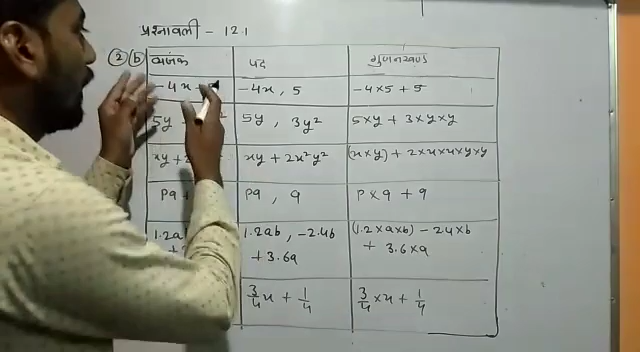 प्रश्नावली - 12.1
(2) (b) व्यंजक पद गुणनखण्ड
-4x -4x, 5 -4×5 + 5
5y 5y, 3y² 5×y + 3×y×y
xy + xy + 2x²y² (x×y) + 2×x×x×y×y
pq + pq, q p×q + q
1.2ab 1.2ab, -2.4b (1.2×a×b) - 2.4×b
+ + 3.6a + 3.6×a
3/4 x + 1/4 3/4 ×x + 1/4